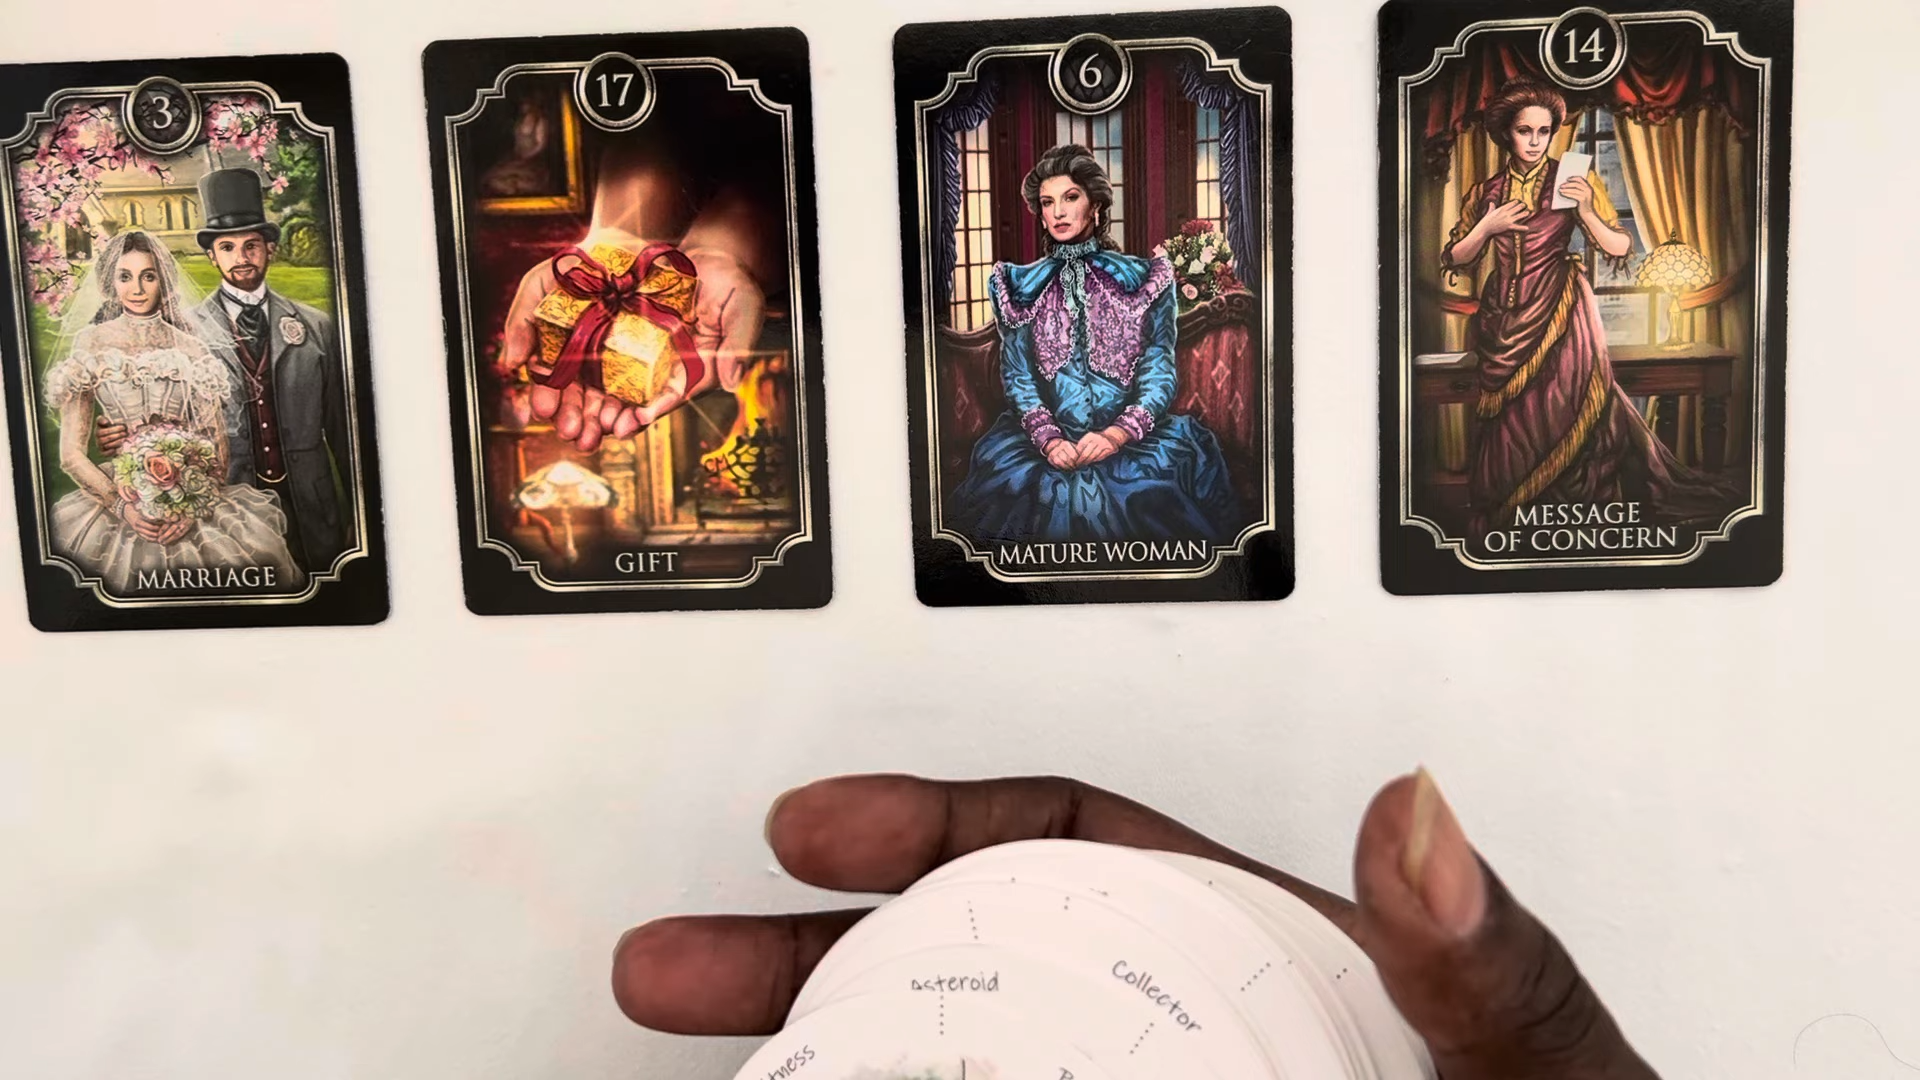 3
MARRIAGE
17
GIFT
6
MATURE WOMAN
14
MESSAGE
OF CONCERN
asteroid
Collector